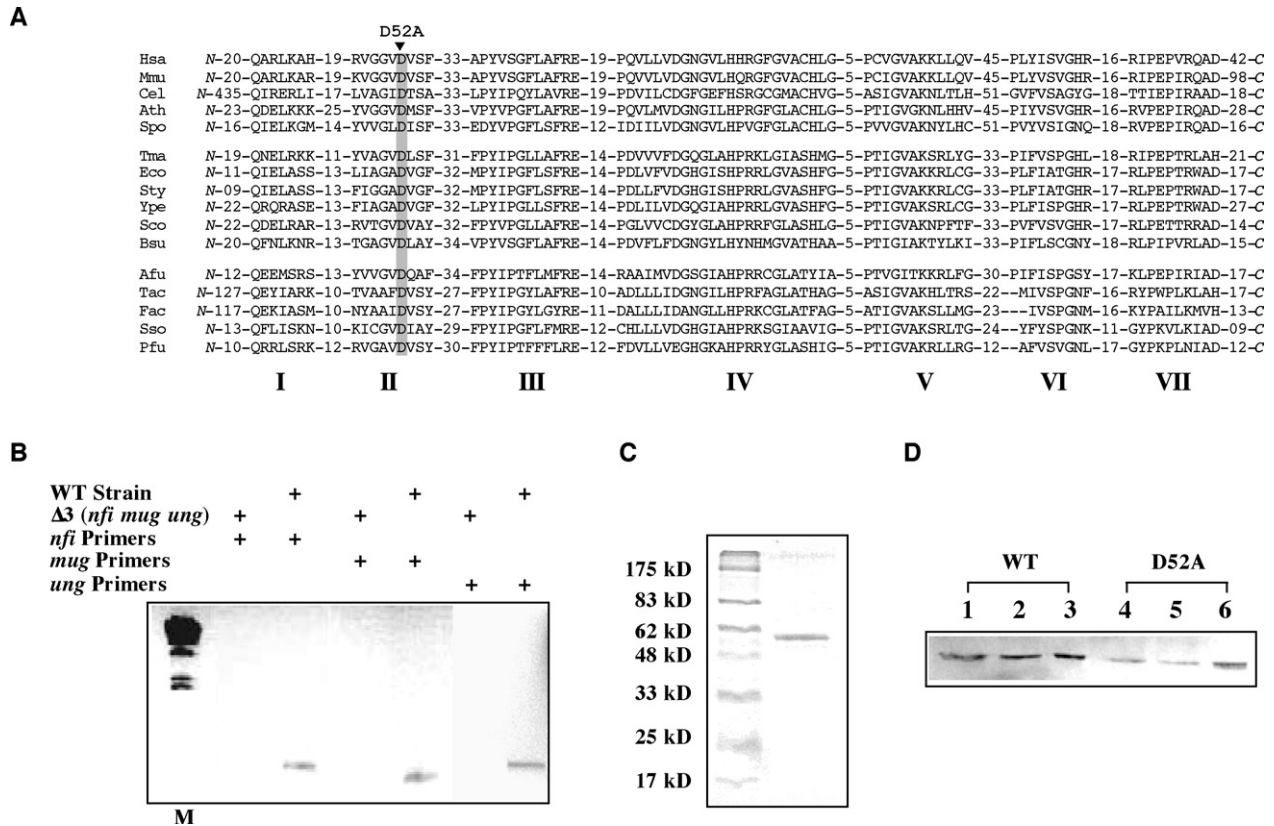 A
D52A
Hsa N-20-QARLKAH-19-RVGGVDVSF-33-APYVSGFLAFRE-19-PQVLLVDGNGVLHHRGFGVACHLG-5-PCVGVAKKLLQV-45-PLYISVGHR-16-RIPEPVRQAD-42-C
Mmu N-20-QARLKAR-19-KVGGVDVSF-33-APYVSGFLAFRE-19-PQVVLVDGNGVLHQRGFGVACHLG-5-PCIGVAKKLLQV-45-PLYISVGHR-16-RIPEPVRQAD-98-C
Cel N-435-QIRERLI-17-LVAGIDTSA-33-LPYIPQYLAVRE-19-PDVILCDGFGEFHSRGCGMACHVG-5-ASIGVAKNLTLH-51-GVFVSAGYG-18-TTIEPIRAAD-18-C
Ath N-23-QDELKKK-25-YVGGVDMSF-33-VPYVPGFLAFRE-19-PQVLMVDGNGILHPRGFGLACHLG-5-PTIGVGKNLHHV-45-PIYVSVGHR-16-RVPEPIRQAD-28-C
Spo N-16-QIELKGM-14-YVVGLDISF-33-EDYVPGFLSFRE-12-IDIILVDGNGVLHPVGFGLACHLG-5-PVVGVAKNYLHC-51-PVYVSIGNQ-18-RVPEPIRQAD-16-C
Tma N-19-QNELRKK-11-YVAGVDLSF-31-FPYIPGLLAFRE-14-PDVVVFDGQGLAHPRKLGIASHMG-5-PTIGVAKSRLYG-33-PIFVSPGHL-18-RIPEPTRLAH-21-C
Eco N-11-QIELASS-13-LIAGADVGF-32-MPYIPGFLSFRE-14-PDLVFVDGHGISHPRRLGVASHFG-5-PTIGVAKKRLCG-33-PLFIATGHR-18-RLPEPTRWAD-17-C
Sty N-09-QIELASS-13-FIGGADVGF-32-MPYIPGFLSFRE-14-PDLLFVDGHGISHPRRLGVASHFG-5-PTIGVAKKRLCG-33-PLFIATGHR-17-RLPEPTRWAD-17-C
Ype N-22-QRQRASE-13-FIAGADVGF-32-LPYIPGLLSFRE-14-PDLILVDGQGIAHPRRLGVASHFG-5-PTIGVAKSRLCG-33-PLFISPGHR-17-RLPEPTRWAD-27-C
Sco N-22-QDELRAR-13-RVTGVDVSY-32-FPYVPGLLAFRE-14-PGLVVCDGYGLAHPRRFGLASHLG-5-PTIGVAKNPFTF-33-PVFVSVGHR-17-RLPETTRRAD-14-C
Bsu N-20-QFNLKNR-13-TGAGVDLAY-34-VPYVSGFLAFRE-14-PDVFLFDGNGYLHYNHMGVATHAA-5-PTIGIAKTYLKI--33-PIFLSCGNY-18-RLPIPVRLAD-15-C
Afu N-12-QEEMSRS-13-YVVGVDQAF-34-FPYIPTFLMFRE-14-RAAIMVDGSGIAHPRRCGLATYIA-5-PTVGITKKRLFG-30-PIFISPGSY-17-KLPEPIRIAD-17-C
Tac N-127-QEYIARK-10-TVAAFDVSY-27-FPYIPGYLAFRE-10-ADLLLIDGNGILHPRFAGLATHAG-5-ASIGVAKHLTRS-22---MIVSPGNF-16-RYPWPLKLAH-17-C
Fac N-117-QEKIASM-10-NYAAIDVSY-27-FPYIPGYLGYRE-11-DMLLLIDANGLLHPRKCGLATFAG-5-ASIGVAKSLLMG-23---IVSPGNM-16-KYPAILKMVH-13-C
Sso N-13-QFLISKN-10-KICGVDIAY-29-FPYIPGFLFMRE-12-CHLLLVDGHGIAHPRKSGIAAVIG-5-PTIGVAKSRLTG-24---YFYSPGNK-11-GYPKVLKIAD-09-C
Pfu N-10-QRRLSRK-12-RVGAVDVSY-30-FPYIPTFFFLRE-12-FDVLLVEGHGKAHPRRYGLASHIG-5-PTIGVAKRLLRG-12--AFVSVGNL-17-GYPKPLNIAD-12-C
I II III IV V VI VII
B
WT Strain + + +
Δ3 (nfi mug ung) + + +
nfi Primers + +
mug Primers + +
ung Primers + +
M
C
175 kD
83 kD
62 kD
48 kD
33 kD
25 kD
17 kD
D
WT D52A
1 2 3 4 5 6